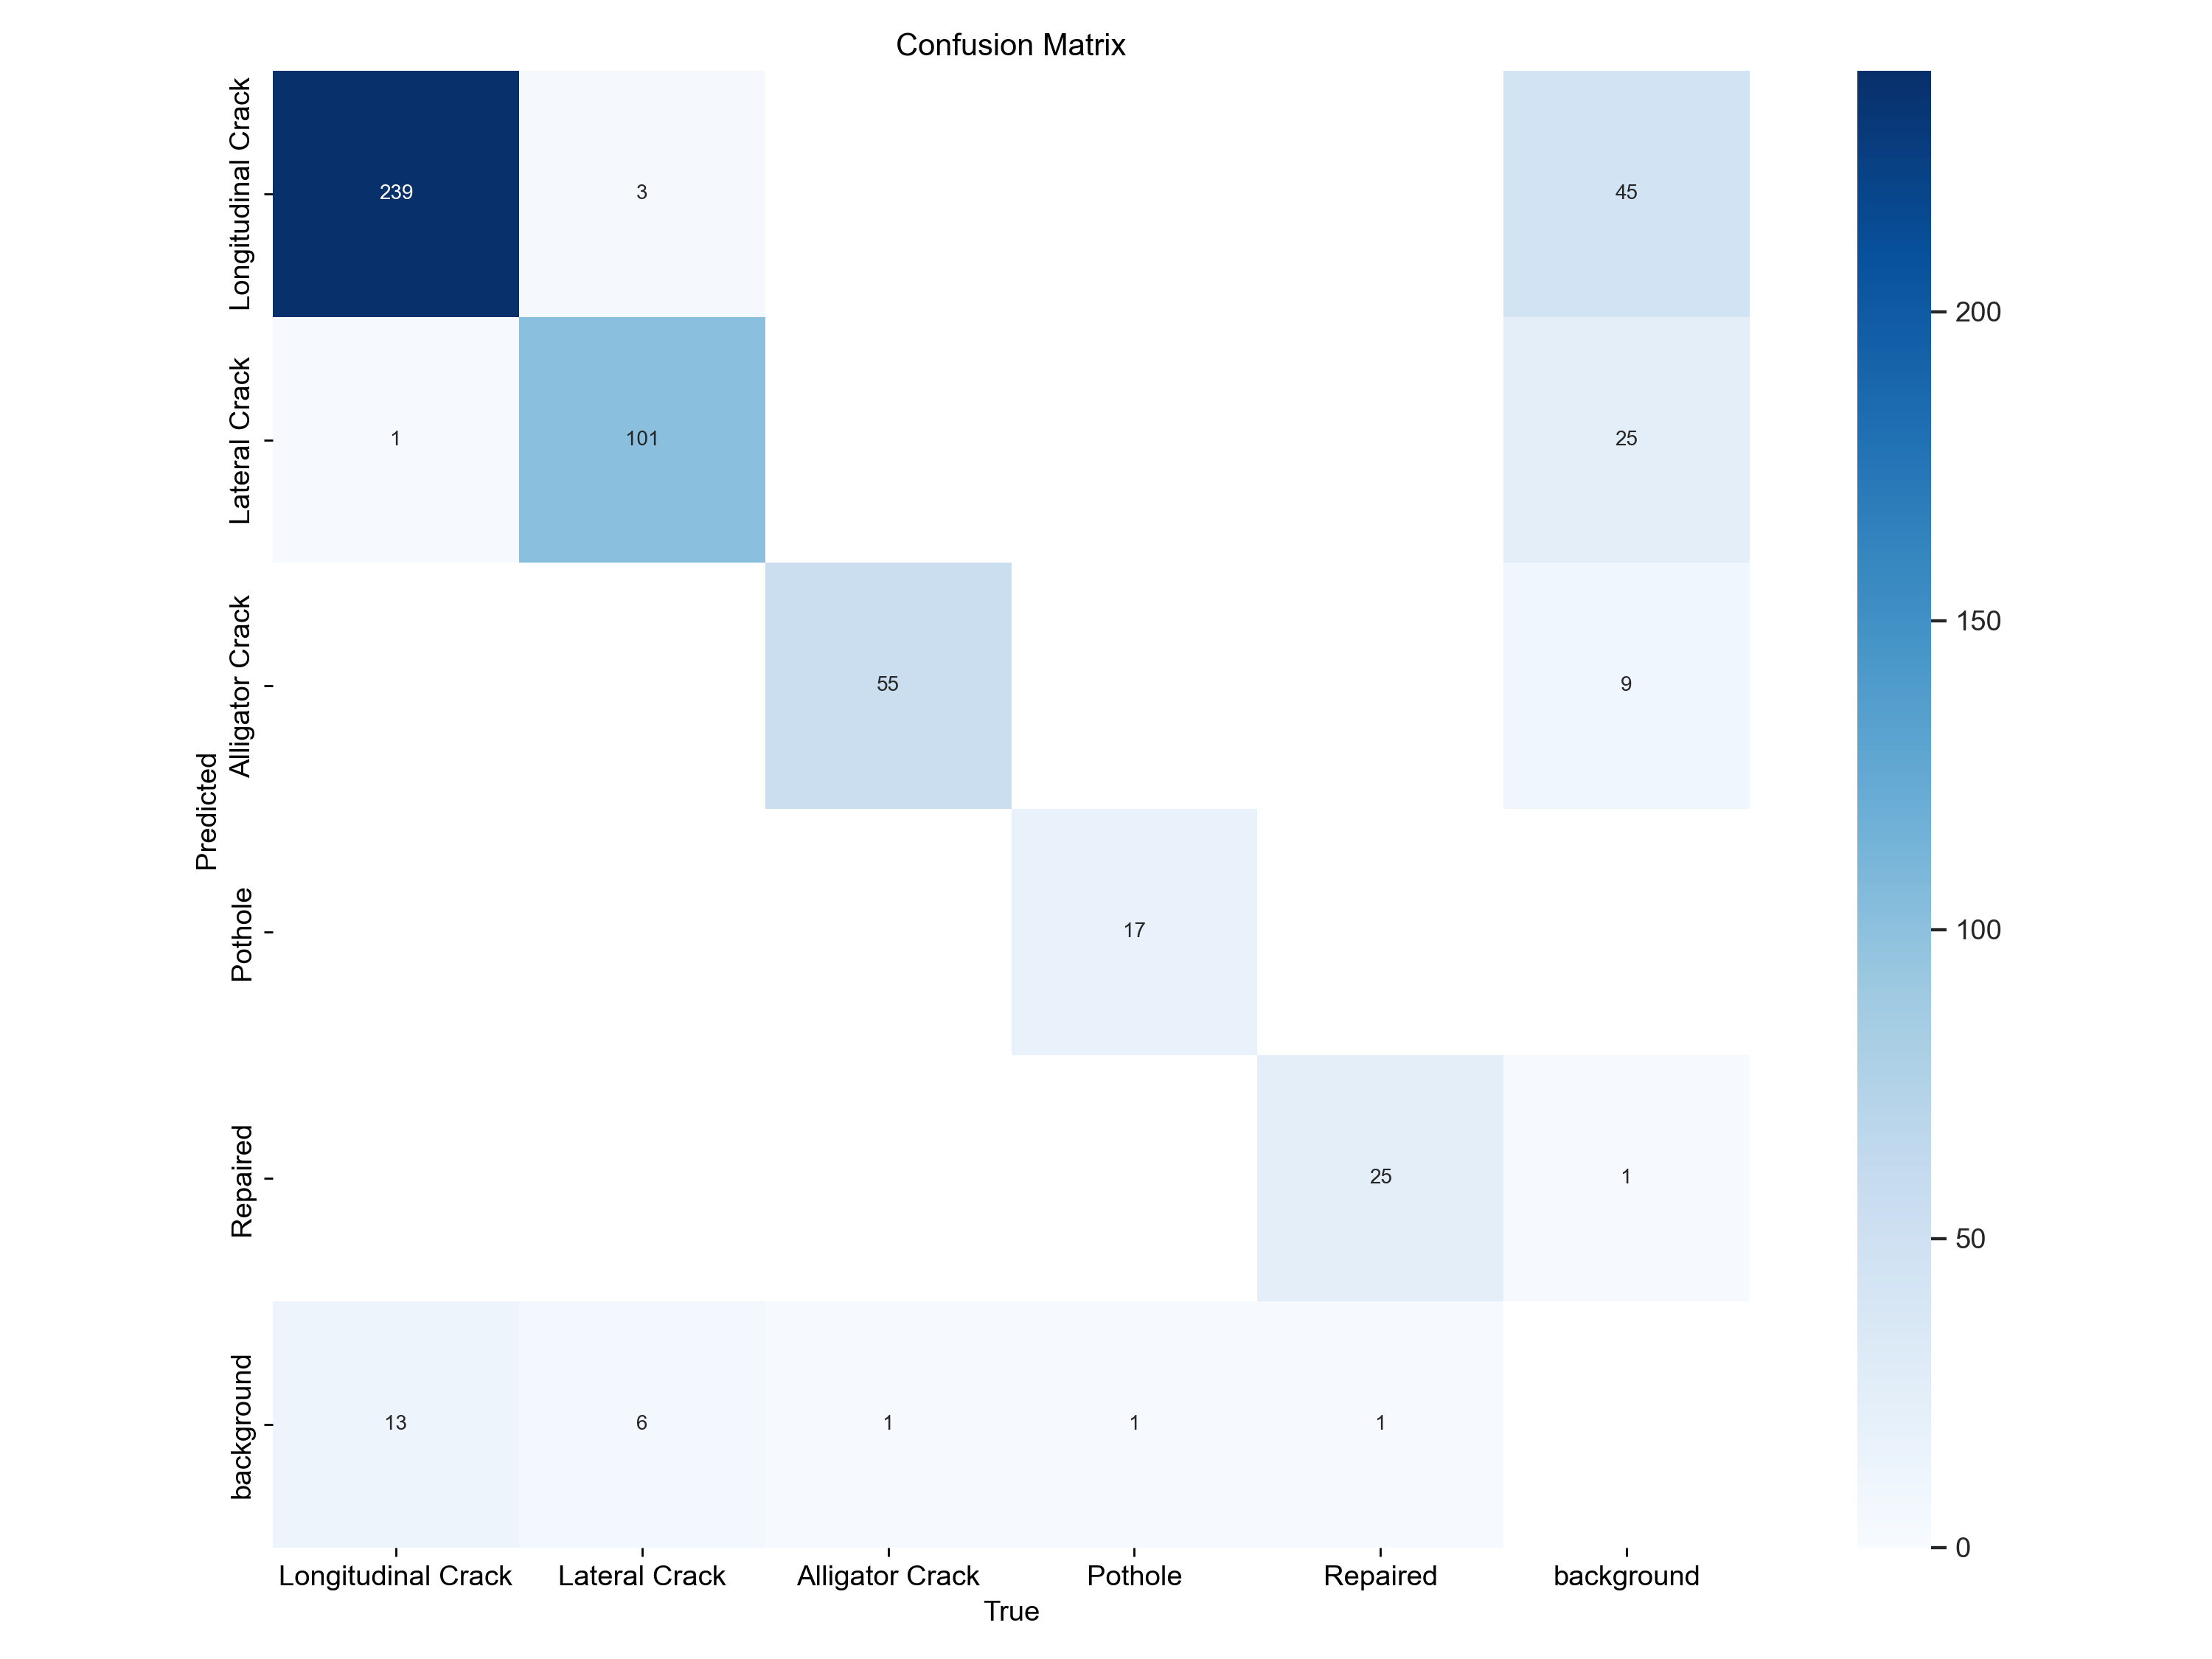 Confusion Matrix
Longitudinal Crack
239
3
45
200
Lateral Crack
1
101
25
150
Alligator Crack
55
9
Predicted
100
Pothole
17
Repaired
25
1
50
background
13
6
1
1
1
0
Longitudinal Crack
Lateral Crack
Alligator Crack
Pothole
Repaired
background
True